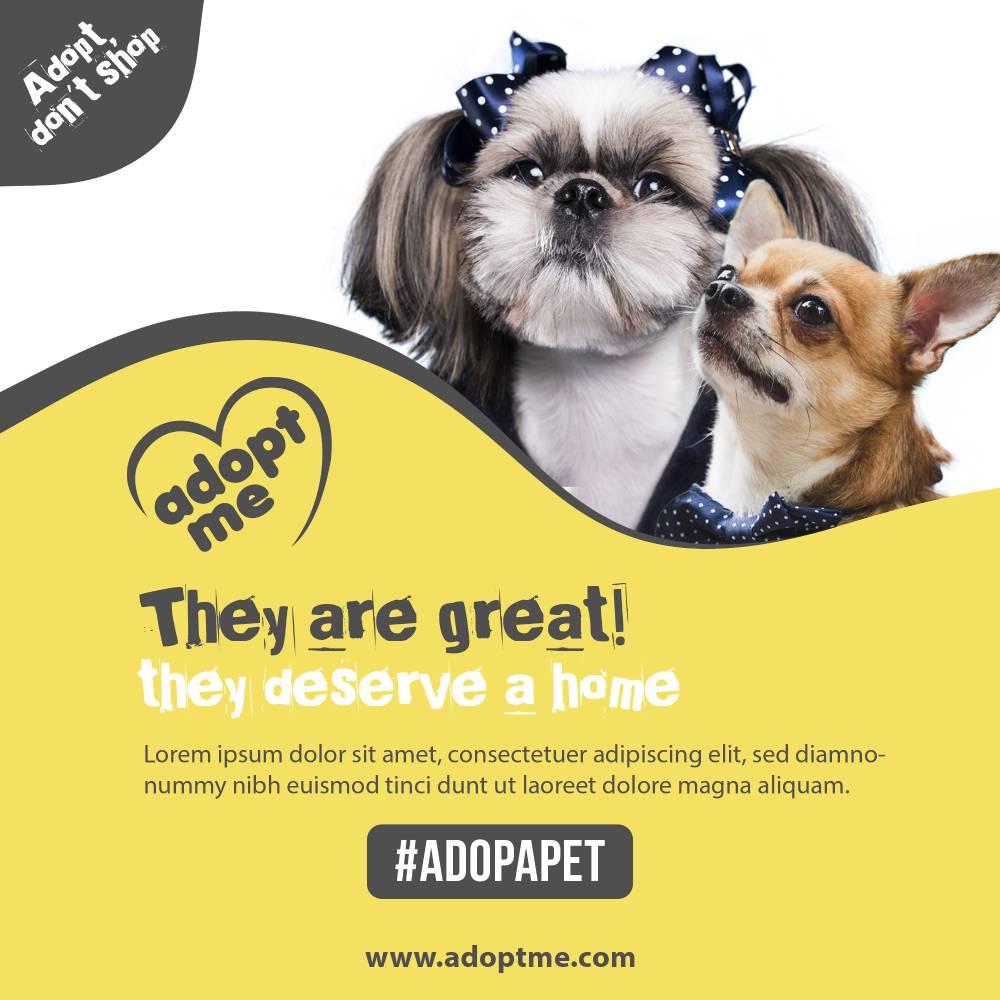 Adopt,
don't shop
adopt
me
They are great!
they deserve a home
Lorem ipsum dolor sit amet, consectetuer adipiscing elit, sed diamno-
nummy nibh euismod tinci dunt ut laoreet dolore magna aliquam.
#ADOPAPET
www.adoptme.com